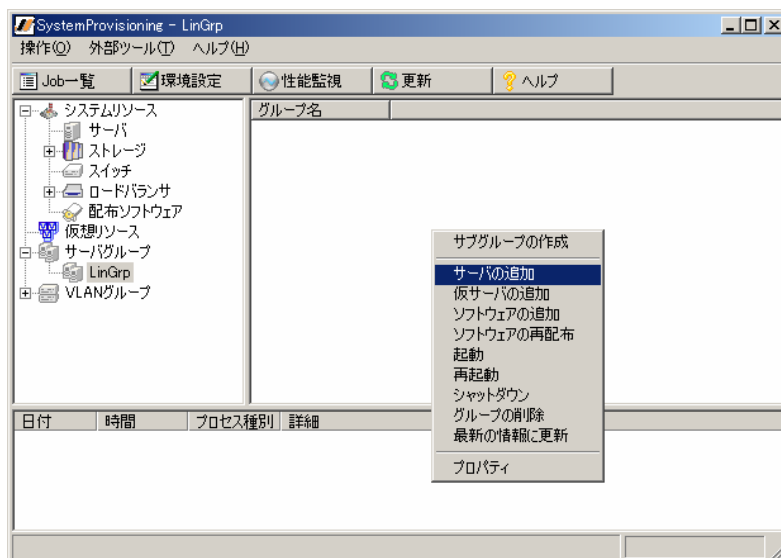 SystemProvisioning - LinGrp
操作(O) 外部ツール(T) ヘルプ(H)
Job一覧 環境設定 性能監視 更新 ヘルプ
システムリソース
サーバ
ストレージ
スイッチ
ロードバランサ
配布ソフトウェア
仮想リソース
サーバグループ
LinGrp
VLANグループ
グループ名
サブグループの作成
サーバの追加
仮サーバの追加
ソフトウェアの追加
ソフトウェアの再配布
起動
再起動
シャットダウン
グループの削除
最新の情報に更新
プロパティ
日付 時間 プロセス種別 詳細